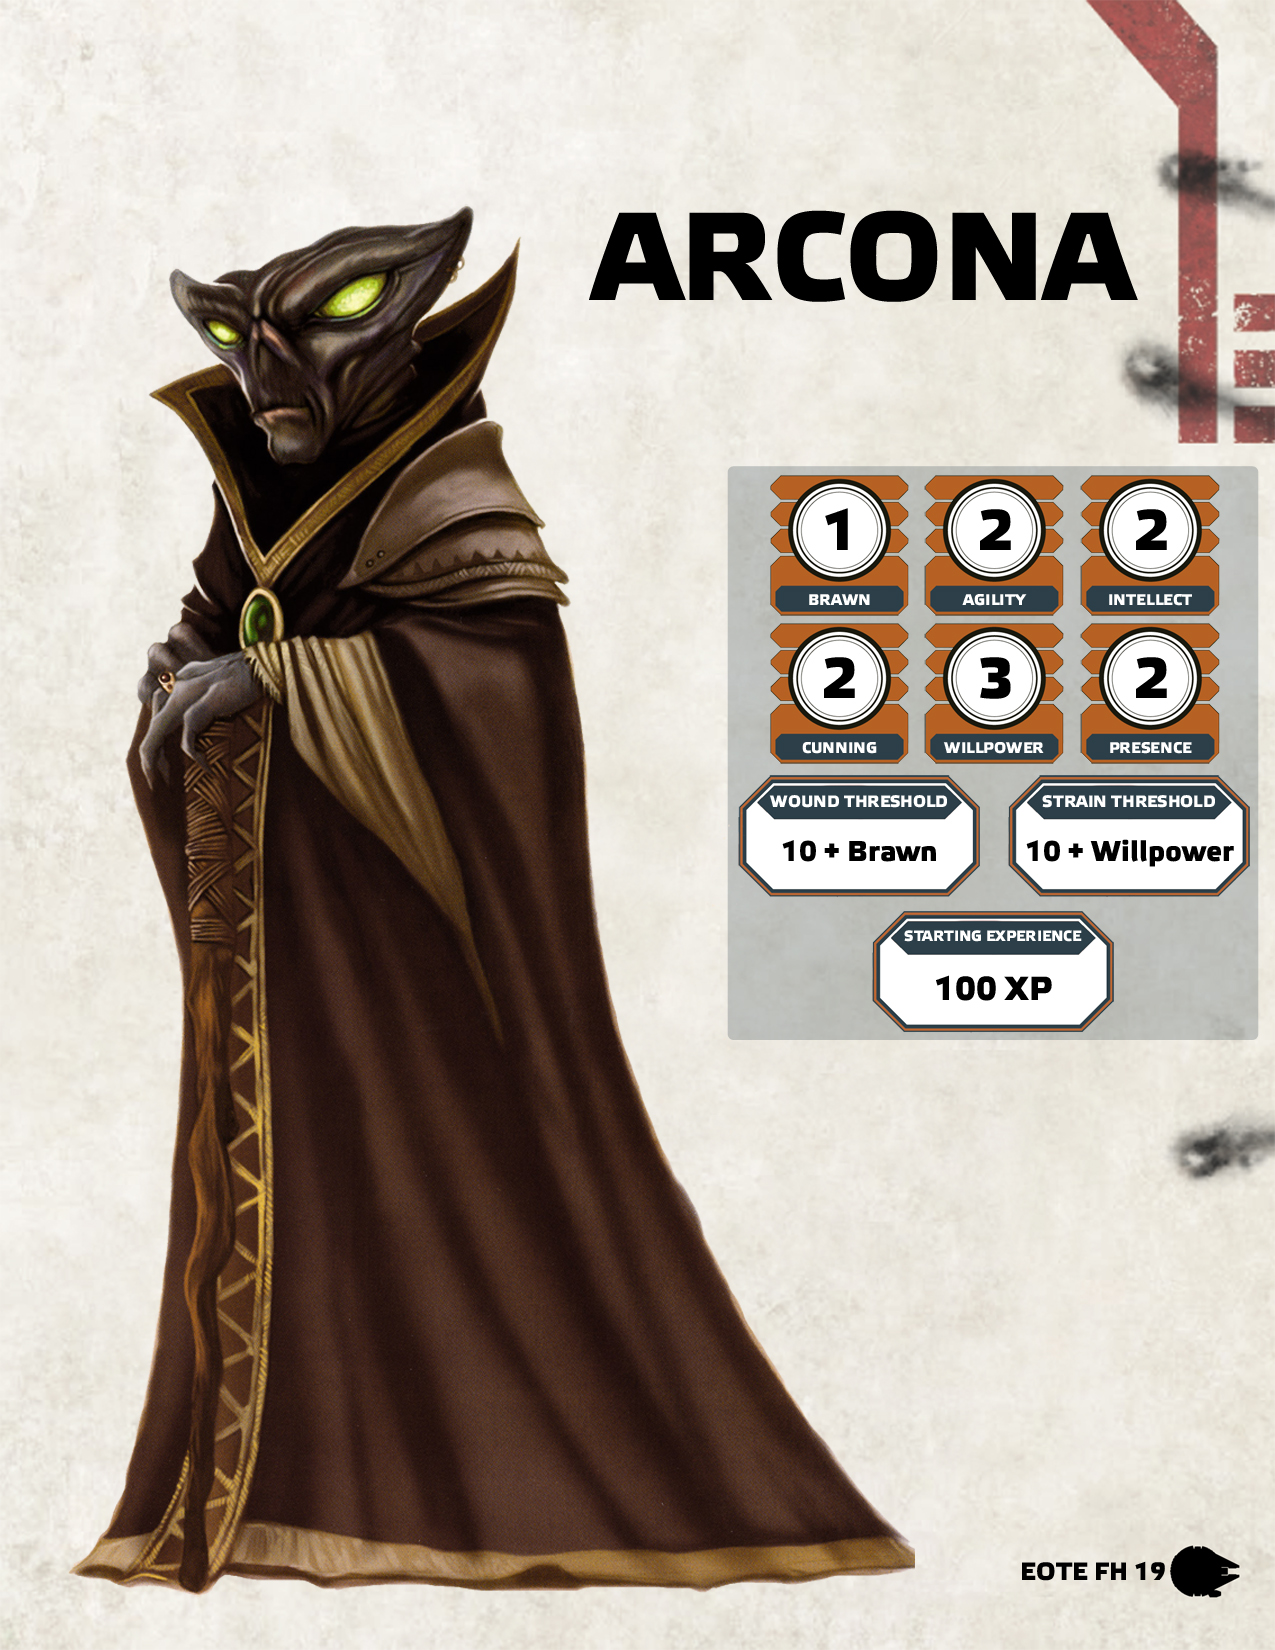 ARCONA
1 2 2
BRAWN AGILITY INTELLECT
2 3 2
CUNNING WILLPOWER PRESENCE
WOUND THRESHOLD STRAIN THRESHOLD
10 + Brawn 10 + Willpower
STARTING EXPERIENCE
100 XP
EOTE FH 19